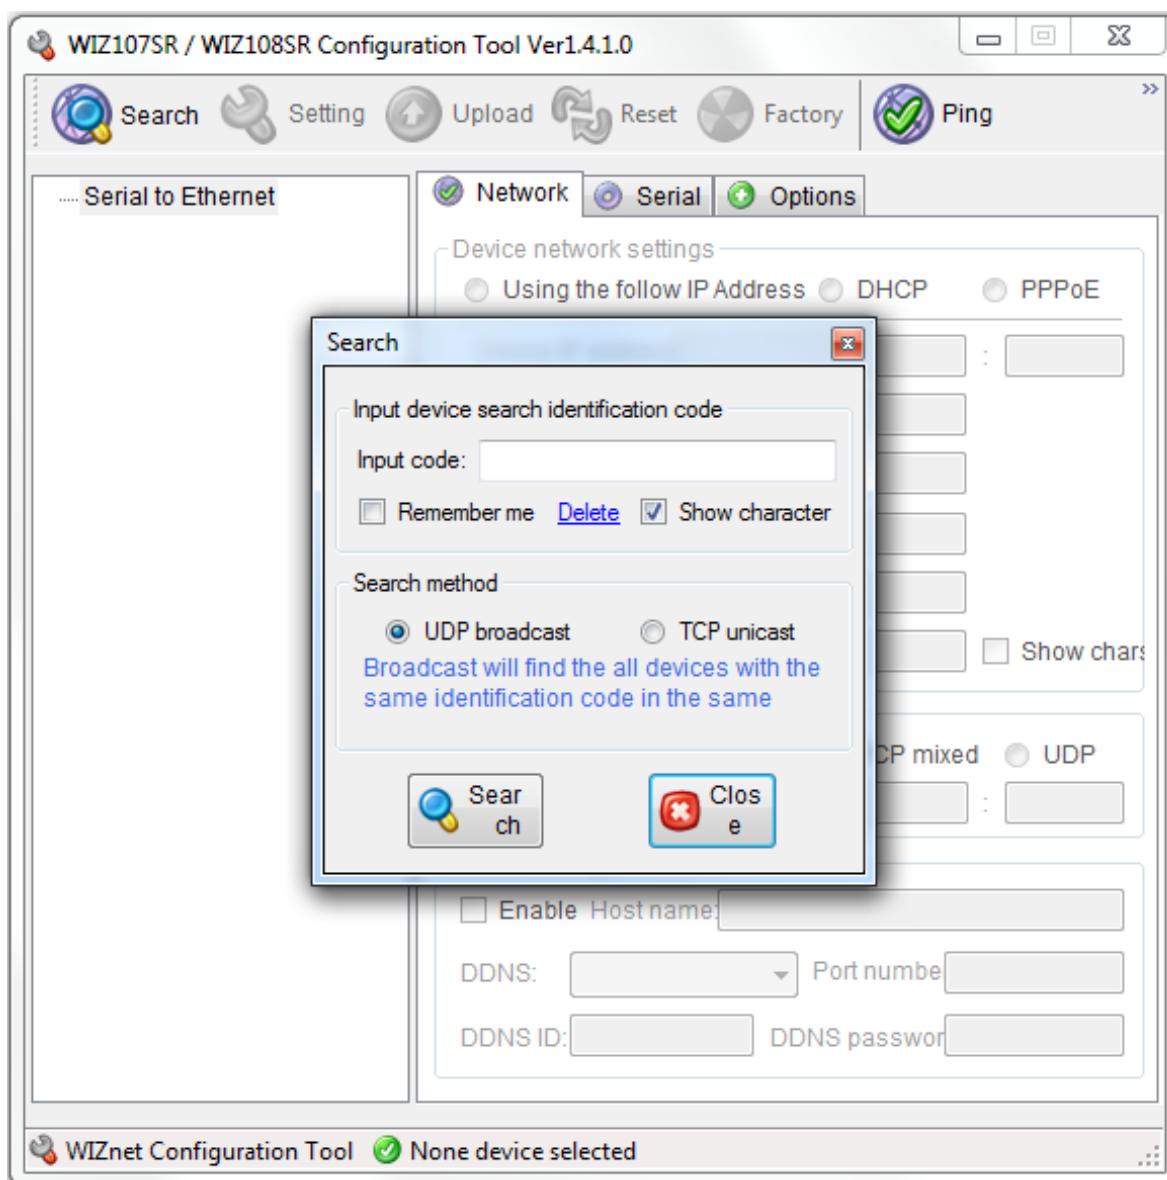 WIZ107SR / WIZ108SR Configuration Tool Ver1.4.1.0
Search Setting Upload Reset Factory Ping »
Serial to Ethernet
Network Serial Options
Device network settings
Using the follow IP Address DHCP PPPoE
:
Search
Input device search identification code
Input code:
Remember me Delete Show character
Search method
UDP broadcast TCP unicast
Broadcast will find the all devices with the
same identification code in the same
Sear
ch
Clos
e
Show chars
CP mixed UDP
:
Enable Host name:
DDNS: Port numbe
DDNS ID: DDNS passwor
WIZnet Configuration Tool None device selected